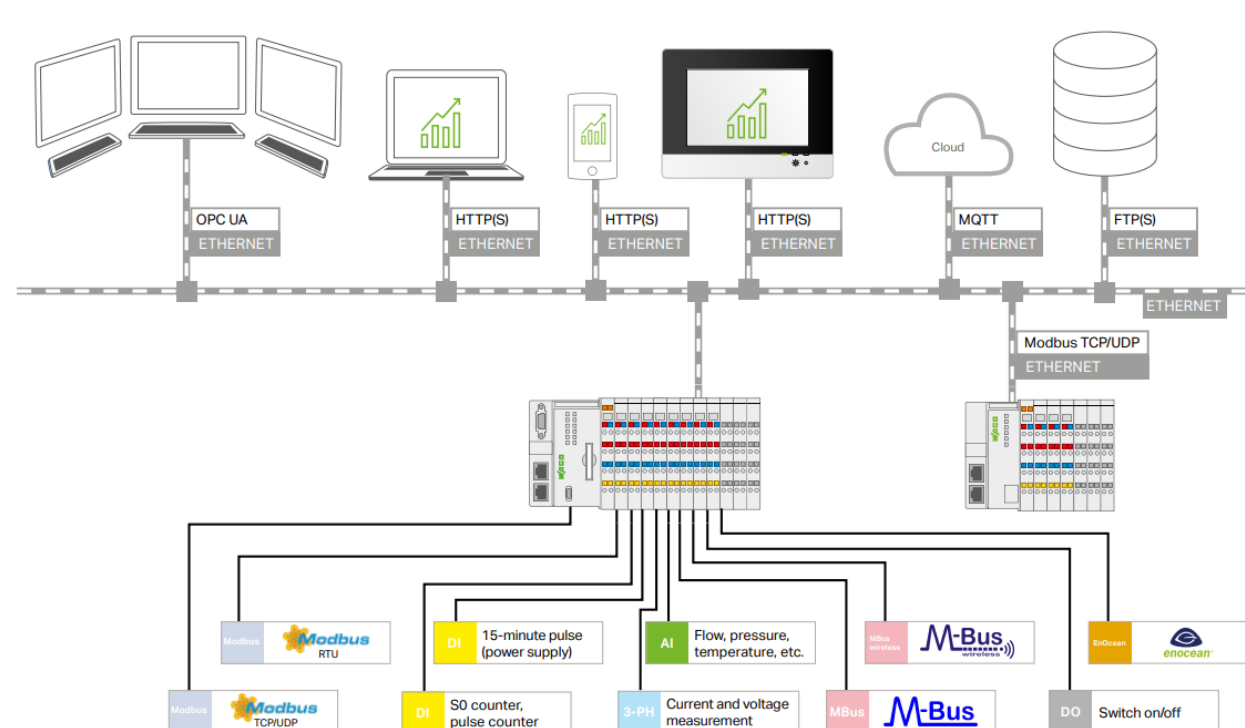 Cloud
OPC UA
ETHERNET
HTTP(S)
ETHERNET
HTTP(S)
ETHERNET
HTTP(S)
ETHERNET
MQTT
ETHERNET
FTP(S)
ETHERNET
ETHERNET
Modbus TCP/UDP
ETHERNET
WAGO
WAGO
Modbus
Modbus
RTU
DI
15-minute pulse
(power supply)
AI
Flow, pressure,
temperature, etc.
MBus
wireless
M-Bus
wireless
EnOcean
enocean
Modbus
Modbus
TCP/UDP
DI
S0 counter,
pulse counter
3-PH
Current and voltage
measurement
MBus
M-Bus
DO
Switch on/off